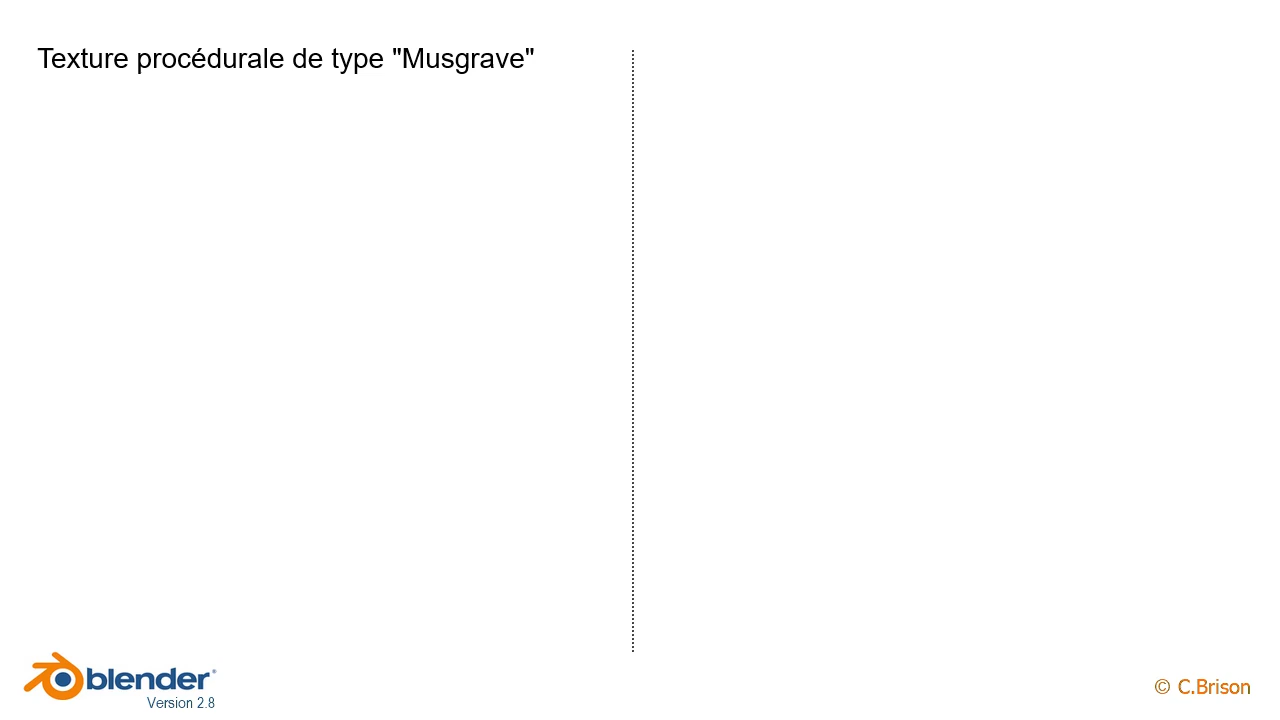 Texture procédurale de type "Musgrave"
blender®
Version 2.8
© C.Brison